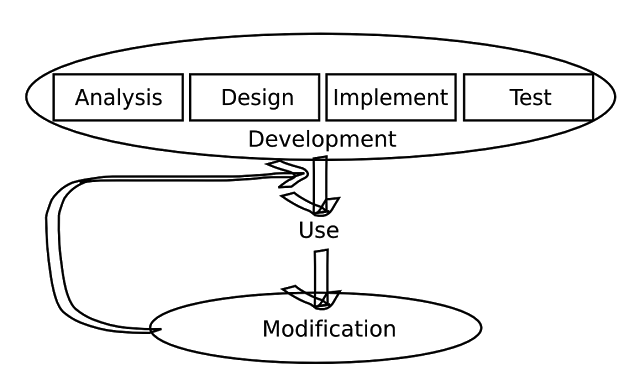 Analysis Design Implement Test
Development
Use
Modification